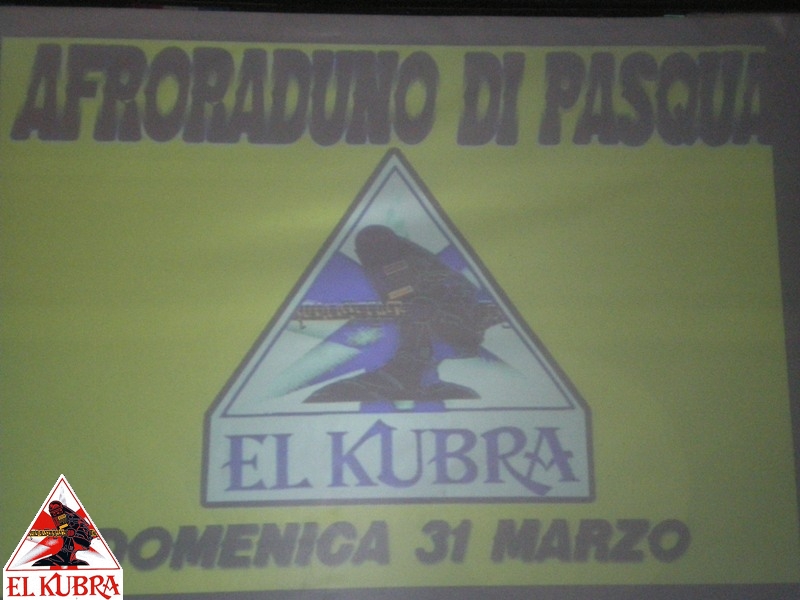 AFRORADUNO DI PASQUA
EL KUBRA
DOMENICA 31 MARZO
EL KUBRA